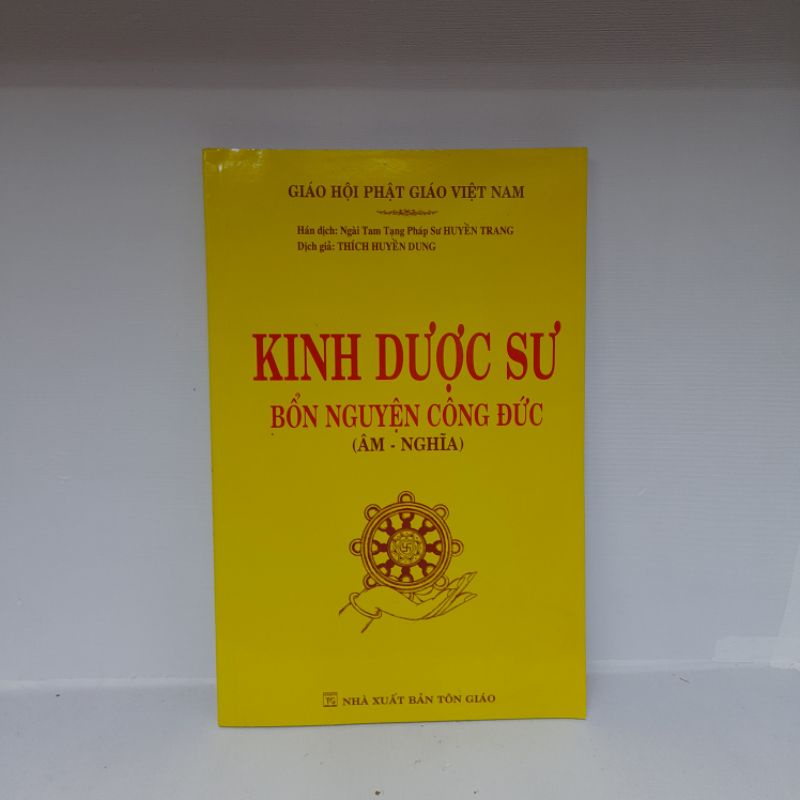 GIÁO HỘI PHẬT GIÁO VIỆT NAM
Hán dịch: Ngài Tam Tạng Pháp Sư HUYỀN TRANG
Dịch giả: THÍCH HUYỀN DUNG
KINH DƯỢC SƯ
BỔN NGUYỆN CÔNG ĐỨC
(ÂM - NGHĨA)
NHÀ XUẤT BẢN TÔN GIÁO